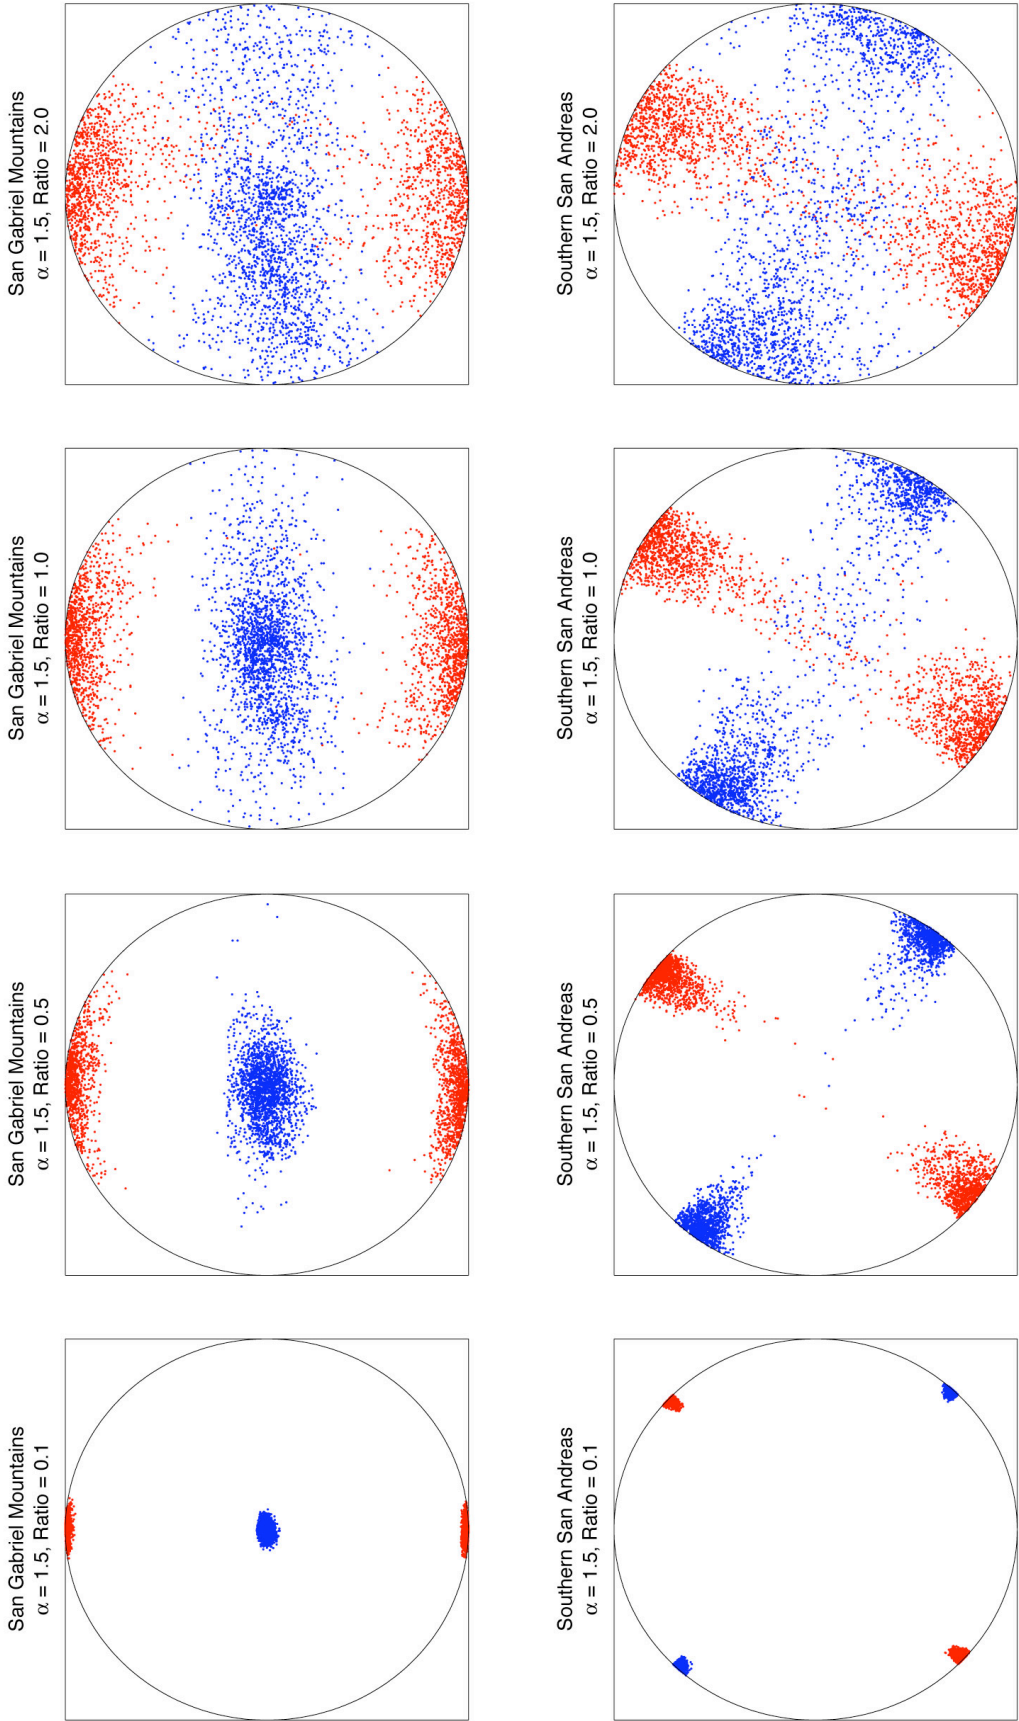 San Gabriel Mountains
α = 1.5, Ratio = 0.1
San Gabriel Mountains
α = 1.5, Ratio = 0.5
San Gabriel Mountains
α = 1.5, Ratio = 1.0
San Gabriel Mountains
α = 1.5, Ratio = 2.0
Southern San Andreas
α = 1.5, Ratio = 0.1
Southern San Andreas
α = 1.5, Ratio = 0.5
Southern San Andreas
α = 1.5, Ratio = 1.0
Southern San Andreas
α = 1.5, Ratio = 2.0